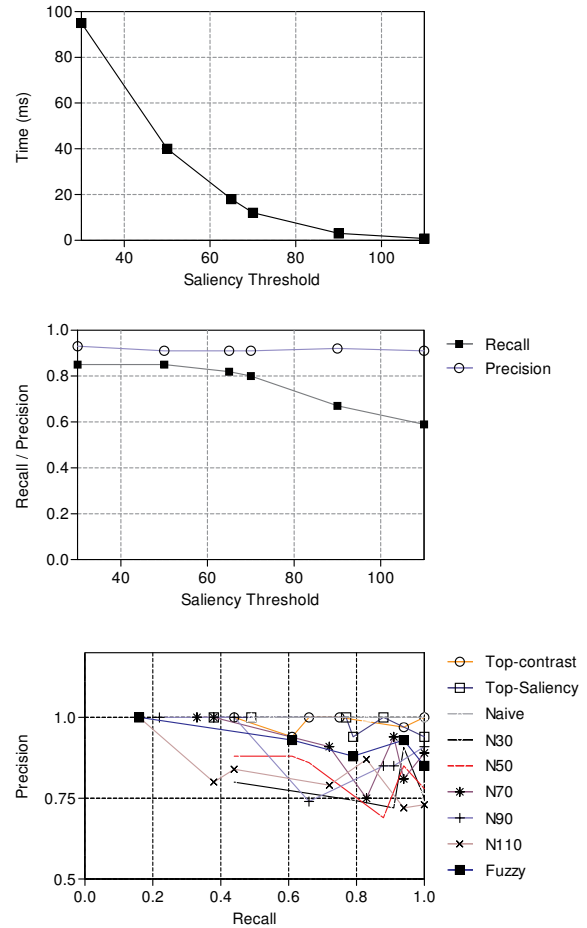 100
80
60
40
20
0
Time (ms)
40 60 80 100
Saliency Threshold
1.0
0.8
0.6
0.4
0.2
0.0
Recall / Precision
40 60 80 100
Saliency Threshold
Recall
Precision
1.0
0.75
0.5
Precision
0.0 0.2 0.4 0.6 0.8 1.0
Recall
Top-contrast
Top-Saliency
Naive
N30
N50
N70
N90
N110
Fuzzy